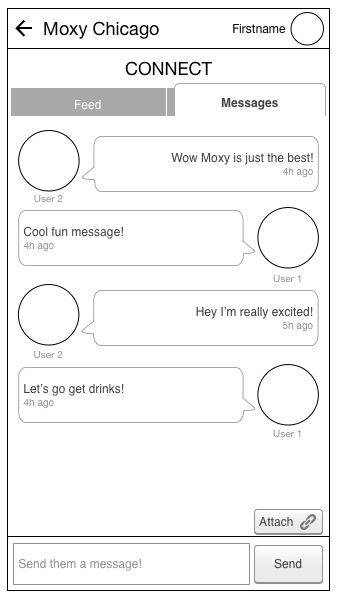 Moxy Chicago
Firstname
CONNECT
Feed
Messages
Wow Moxy is just the best!
4h ago
User 2
Cool fun message!
4h ago
User 1
Hey I'm really excited!
5h ago
User 2
Let's go get drinks!
4h ago
User 1
Attach
Send them a message!
Send